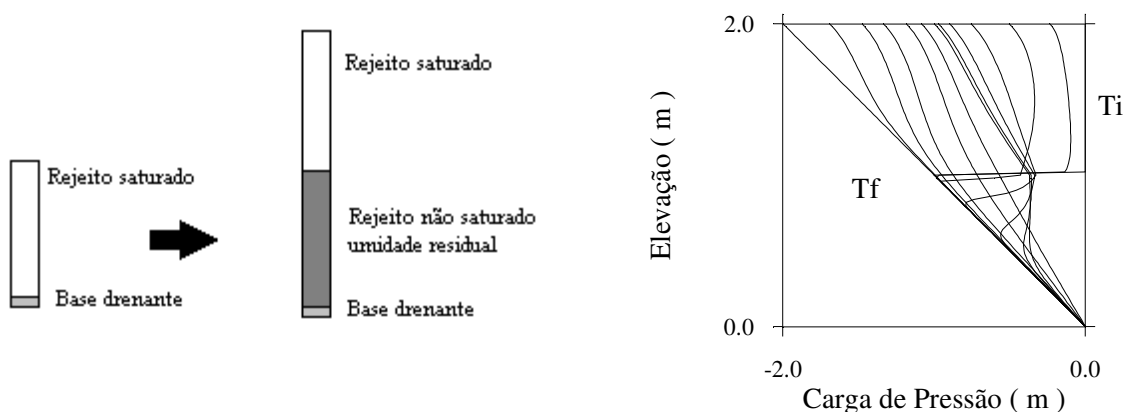 Rejeito saturado
Base drenante
Rejeito saturado
Rejeito não saturado
umidade residual
Base drenante
2.0
Elevação ( m )
0.0
Tf
Ti
-2.0
0.0
Carga de Pressão ( m )